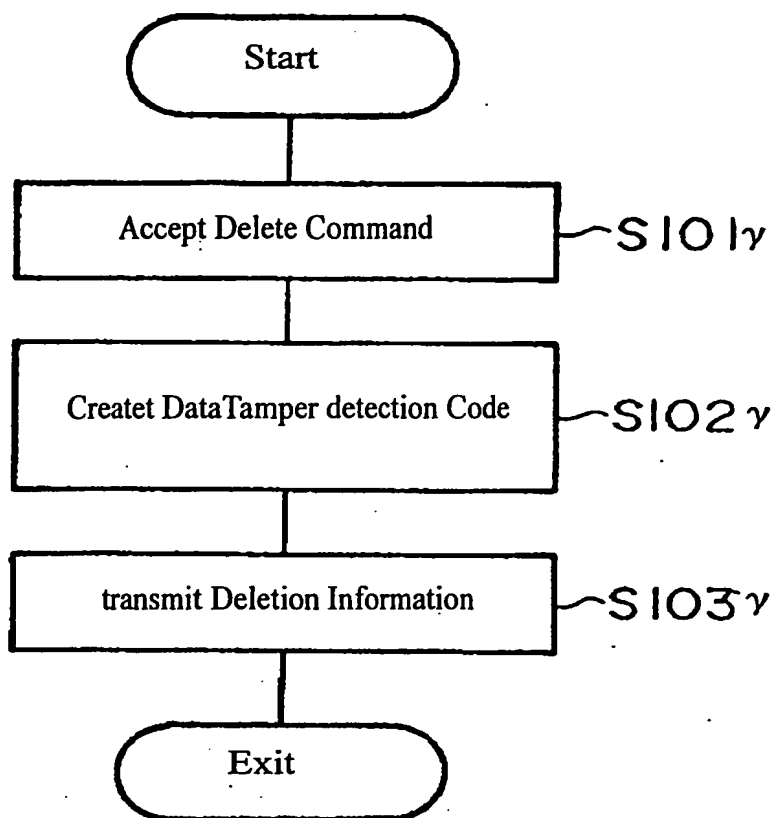 Start
Accept Delete Command
S101γ
Createt DataTamper detection Code
S102γ
transmit Deletion Information
S103γ
Exit